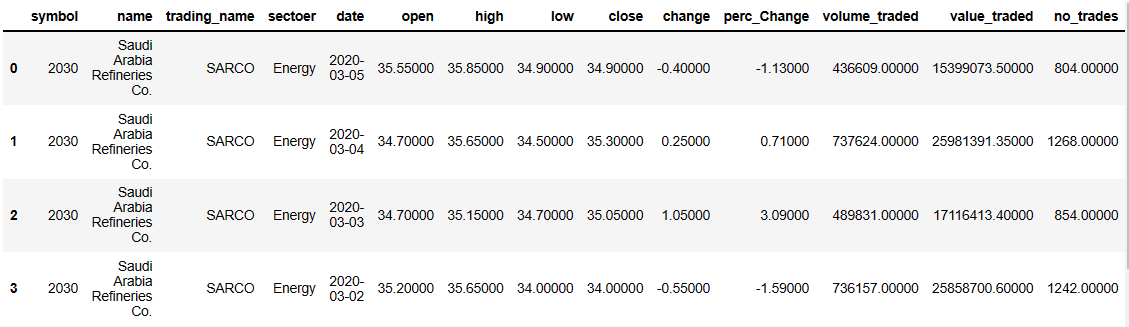 symbol name trading_name sectoer date open high low close change perc_Change volume_traded value_traded no_trades
0 2030 Saudi Arabia Refineries Co. SARCO Energy 2020-03-05 35.55000 35.85000 34.90000 34.90000 -0.40000 -1.13000 436609.00000 15399073.50000 804.00000
1 2030 Saudi Arabia Refineries Co. SARCO Energy 2020-03-04 34.70000 35.65000 34.50000 35.30000 0.25000 0.71000 737624.00000 25981391.35000 1268.00000
2 2030 Saudi Arabia Refineries Co. SARCO Energy 2020-03-03 34.70000 35.15000 34.70000 35.05000 1.05000 3.09000 489831.00000 17116413.40000 854.00000
3 2030 Saudi Arabia Refineries Co. SARCO Energy 2020-03-02 35.20000 35.65000 34.00000 34.00000 -0.55000 -1.59000 736157.00000 25858700.60000 1242.00000